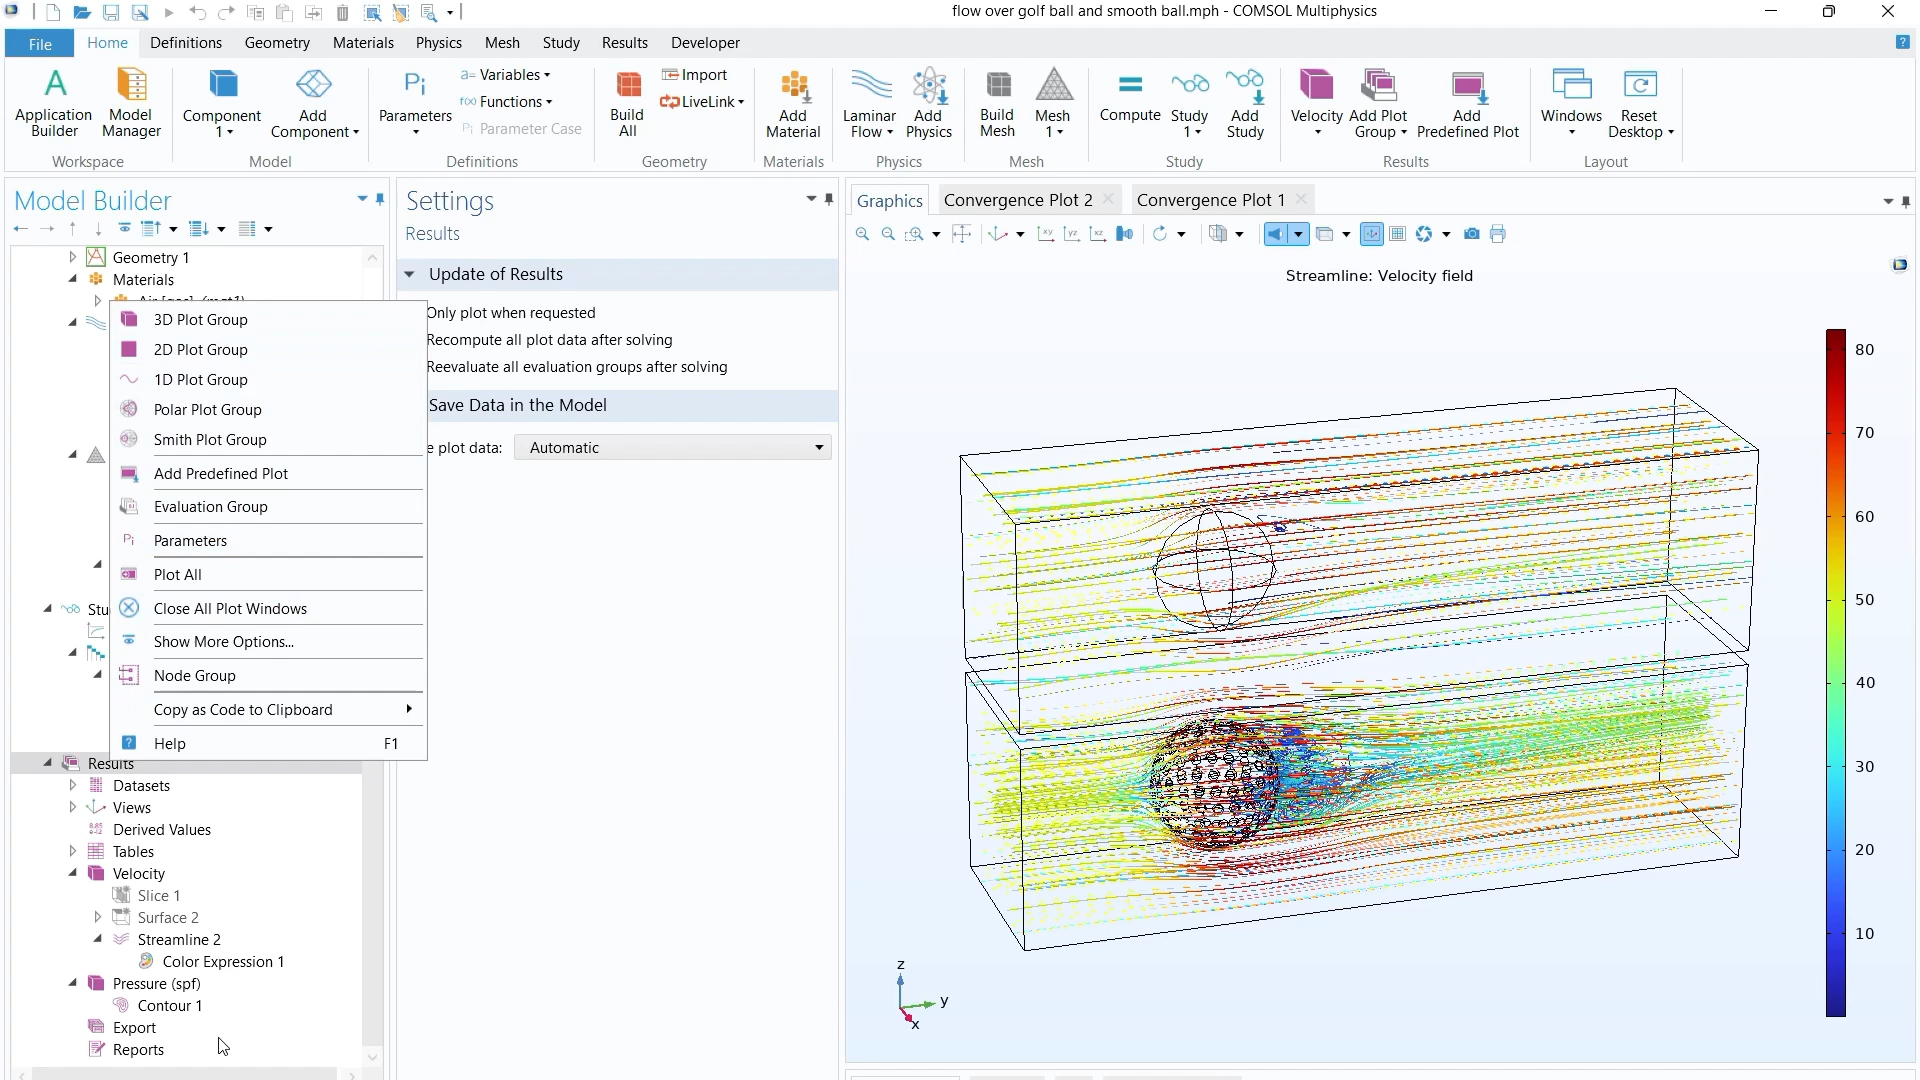 flow over golf ball and smooth ball.mph - COMSOL Multiphysics
File Home Definitions Geometry Materials Physics Mesh Study Results Developer
Application Builder
Model Manager
Workspace
Component 1
Add Component
Model
Parameters
a= Variables
f(x) Functions
Pi Parameter Case
Definitions
Build All
Import
LiveLink
Geometry
Add Material
Materials
Laminar Flow
Add Physics
Physics
Build Mesh
Mesh 1
Mesh
Compute
Study 1
Add Study
Study
Velocity
Add Plot Group
Add Predefined Plot
Results
Windows
Reset Desktop
Layout
Model Builder
Geometry 1
Materials
3D Plot Group
2D Plot Group
1D Plot Group
Polar Plot Group
Smith Plot Group
Add Predefined Plot
Evaluation Group
Pi Parameters
Plot All
Close All Plot Windows
Show More Options...
Node Group
Copy as Code to Clipboard
Help F1
Stu
Results
Datasets
Views
Derived Values
Tables
Velocity
Slice 1
Surface 2
Streamline 2
Color Expression 1
Pressure (spf)
Contour 1
Export
Reports
Settings
Results
Update of Results
Only plot when requested
Recompute all plot data after solving
Reevaluate all evaluation groups after solving
Save Data in the Model
e plot data: Automatic
Graphics Convergence Plot 2 Convergence Plot 1
xy yz xz
Streamline: Velocity field
80
70
60
50
40
30
20
10
z
y
x